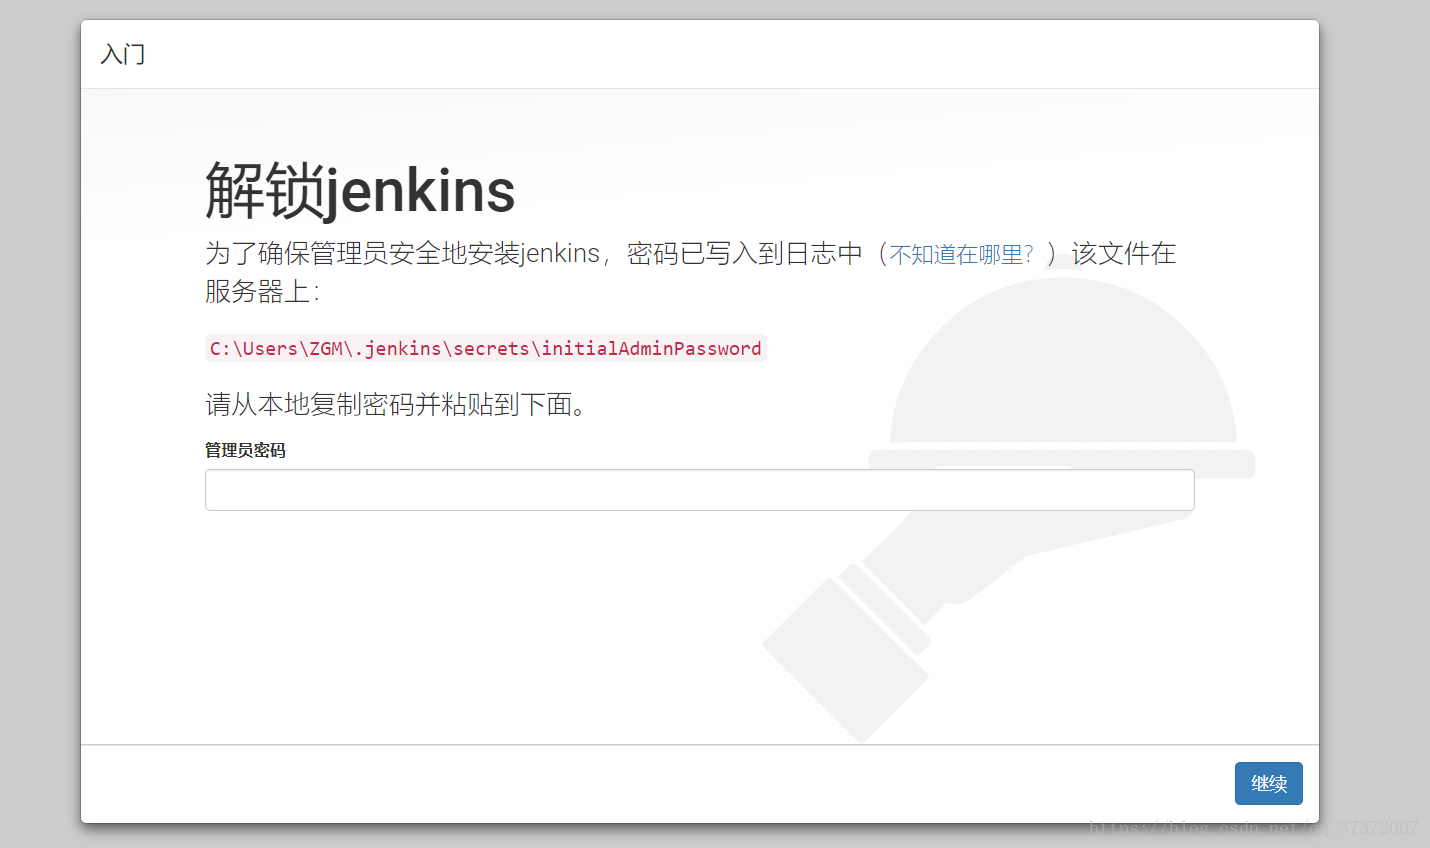 入门
解锁jenkins
为了确保管理员安全地安装jenkins，密码已写入到日志中（不知道在哪里？）该文件在
服务器上：
C:\Users\ZGM\.jenkins\secrets\initialAdminPassword
请从本地复制密码并粘贴到下面。
管理员密码
继续
https://blog.csdn.net/qq_37372007